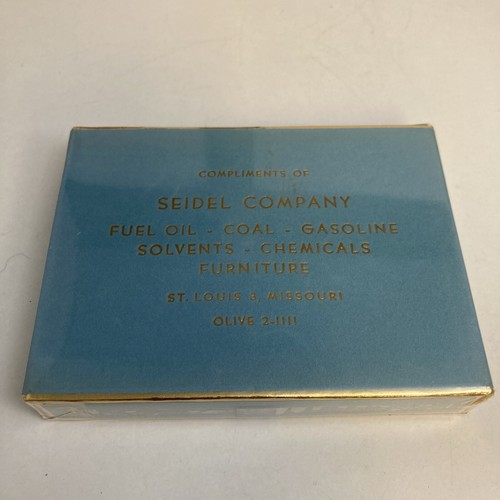 COMPLIMENTS OF
SEIDEL COMPANY
FUEL OIL - COAL - GASOLINE
SOLVENTS - CHEMICALS
FURNITURE
ST. LOUIS 3 MISSOURI
OLIVE 2-1111